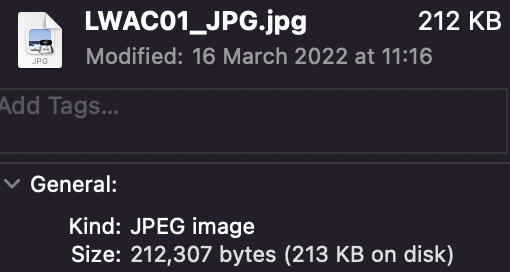 LWAC01_JPG.jpg 212 KB
Modified: 16 March 2022 at 11:16
JPG
Add Tags...
General:
Kind: JPEG image
Size: 212,307 bytes (213 KB on disk)